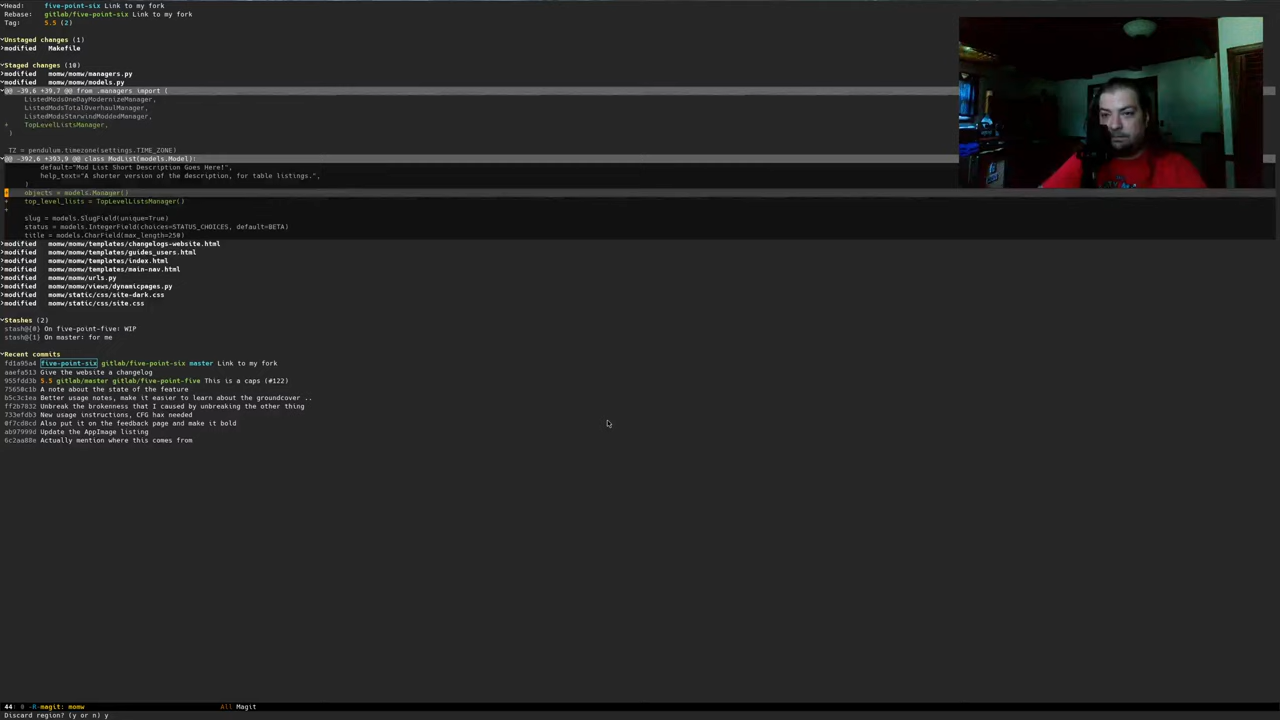 Head:     five-point-six Link to my fork
Rebase:   gitlab/five-point-six Link to my fork
Tag:      5.5 (2)
Unstaged changes (1)
modified   Makefile
Staged changes (10)
modified   momw/momw/managers.py
modified   momw/momw/models.py
@@ -39,6 +39,7 @@ from .managers import (
     ListedModsOneDayModernizeManager,
     ListedModsTotalOverhaulManager,
     ListedModsStarwindModdedManager,
+    TopLevelListsManager,
 )
 TZ = pendulum.timezone(settings.TIME_ZONE)
@@ -392,6 +393,9 @@ class ModList(models.Model):
         default="Mod List Short Description Goes Here!",
         help_text="A shorter version of the description, for table listings.",
     )
+    objects = models.Manager()
+    top_level_lists = TopLevelListsManager()
+
     slug = models.SlugField(unique=True)
     status = models.IntegerField(choices=STATUS_CHOICES, default=BETA)
     title = models.CharField(max_length=250)
modified   momw/momw/templates/changelogs-website.html
modified   momw/momw/templates/guides_users.html
modified   momw/momw/templates/index.html
modified   momw/momw/templates/main-nav.html
modified   momw/momw/urls.py
modified   momw/momw/views/dynamicpages.py
modified   momw/static/css/site-dark.css
modified   momw/static/css/site.css
Stashes (2)
stash@{0} On five-point-five: WIP
stash@{1} On master: for me
Recent commits
fd1a95a4 five-point-six gitlab/five-point-six master Link to my fork
aaefa513 Give the website a changelog
955fdd3b 5.5 gitlab/master gitlab/five-point-five This is a caps (#122)
75650c1b A note about the state of the feature
b5c3c1ea Better usage notes, make it easier to learn about the groundcover ..
ff2b7832 Unbreak the brokenness that I caused by unbreaking the other thing
733efdb3 New usage instructions, CFG hax needed
0f7cd8cd Also put it on the feedback page and make it bold
ab97999d Update the AppImage listing
6c2aa88e Actually mention where this comes from
44: 0 -R-magit: momw All Magit
Discard region? (y or n) y